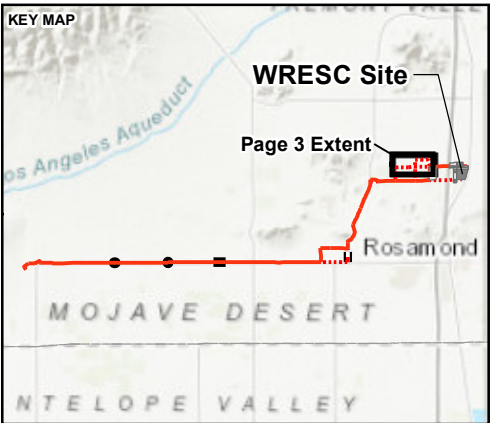 KEY MAP
WRESC Site
os Angeles Aqueduct
Page 3 Extent
Rosamond
MOJAVE DESERT
NTELOPE VALLEY